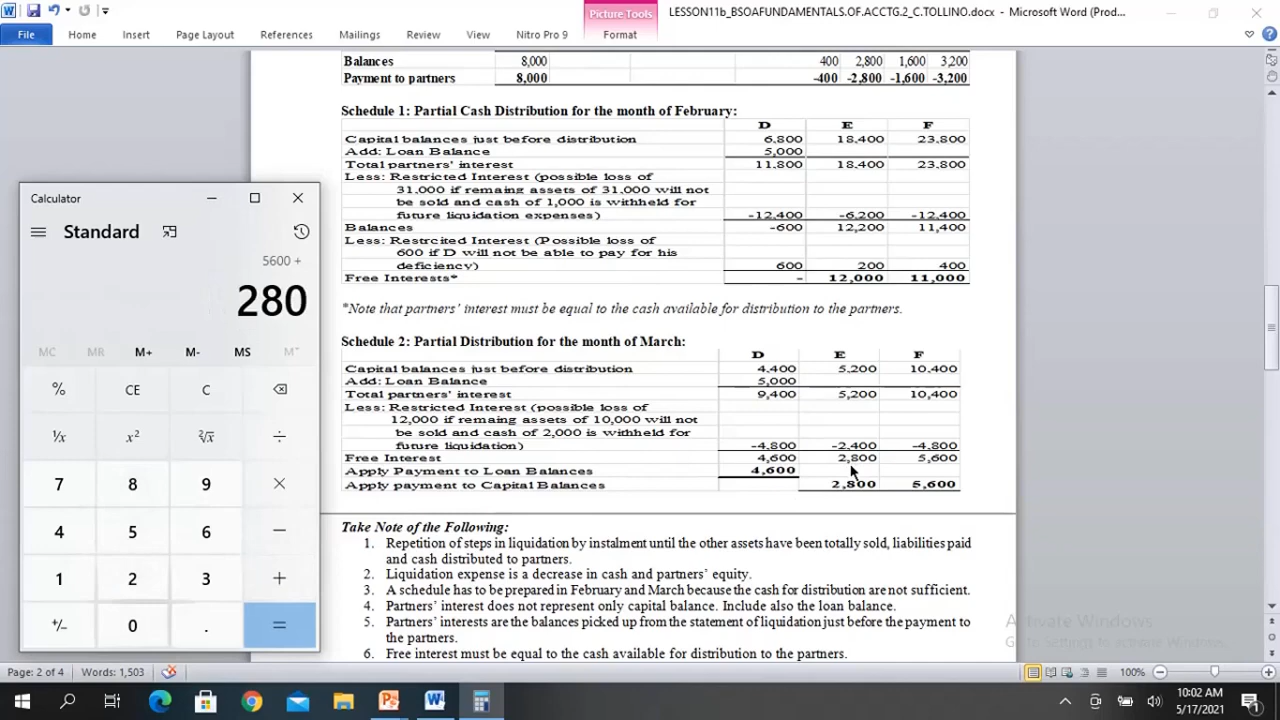 Picture Tools
LESSON11b_BSOAFUNDAMENTALS.OF.ACCTG.2_C.TOLLINO.docx - Microsoft Word (Prod...
File Home Insert Page Layout References Mailings Review View Nitro Pro 9 Format
Balances 8,000 400 2,800 1,600 3,200
Payment to partners 8,000 -400 -2,800 -1,600 -3,200
Schedule 1: Partial Cash Distribution for the month of February:
D E F
Capital balances just before distribution 6,800 18,400 23,800
Add: Loan Balance 5,000
Total partners' interest 11,800 18,400 23,800
Less: Restricted Interest (possible loss of
31,000 if remaing assets of 31,000 will not
be sold and cash of 1,000 is withheld for
future liquidation expenses) -12,400 -6,200 -12,400
Balances -600 12,200 11,400
Less: Restrcited Interest (Possible loss of
600 if D will not be able to pay for his
deficiency) 600 200 400
Free Interests* - 12,000 11,000
*Note that partners' interest must be equal to the cash available for distribution to the partners.
Schedule 2: Partial Distribution for the month of March:
D E F
Capital balances just before distribution 4,400 5,200 10,400
Add: Loan Balance 5,000
Total partners' interest 9,400 5,200 10,400
Less: Restricted Interest (possible loss of
12,000 if remaing assets of 10,000 will not
be sold and cash of 2,000 is withheld for
future liquidation) -4,800 -2,400 -4,800
Free Interest 4,600 2,800 5,600
Apply Payment to Loan Balances 4,600
Apply payment to Capital Balances 2,800 5,600
Take Note of the Following:
1. Repetition of steps in liquidation by instalment until the other assets have been totally sold, liabilities paid
and cash distributed to partners.
2. Liquidation expense is a decrease in cash and partners' equity.
3. A schedule has to be prepared in February and March because the cash for distribution are not sufficient.
4. Partners' interest does not represent only capital balance. Include also the loan balance.
5. Partners' interests are the balances picked up from the statement of liquidation just before the payment to
the partners.
6. Free interest must be equal to the cash available for distribution to the partners.
Calculator
Standard
5600 +
280
MC MR M+ M- MS M˅
% CE C
¹/x x² ²√x ÷
7 8 9 ×
4 5 6 −
1 2 3 +
+/- 0 . =
Activate Windows
Go to Settings to activate Windows.
Page: 2 of 4 Words: 1,503 100%
10:02 AM
5/17/2021
1